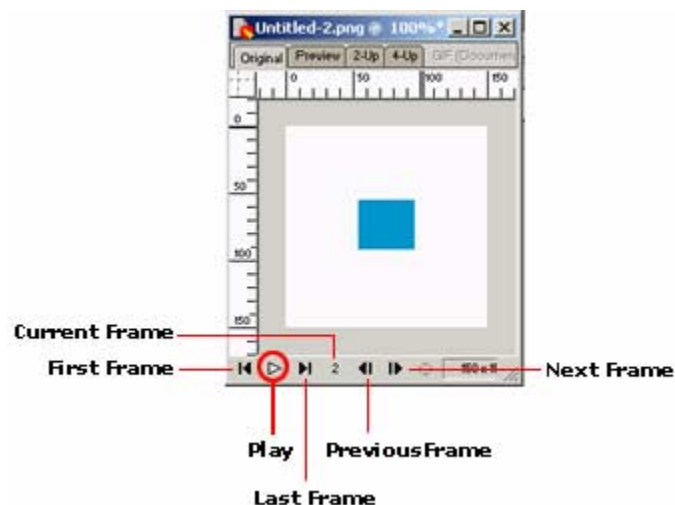 Untitled-2.png @ 100%*
Original Preview 2-Up 4-Up GIF (Documen
0 50 100 150
0
50
100
150
Current Frame
First Frame
2
Next Frame
Play
Previous Frame
Last Frame